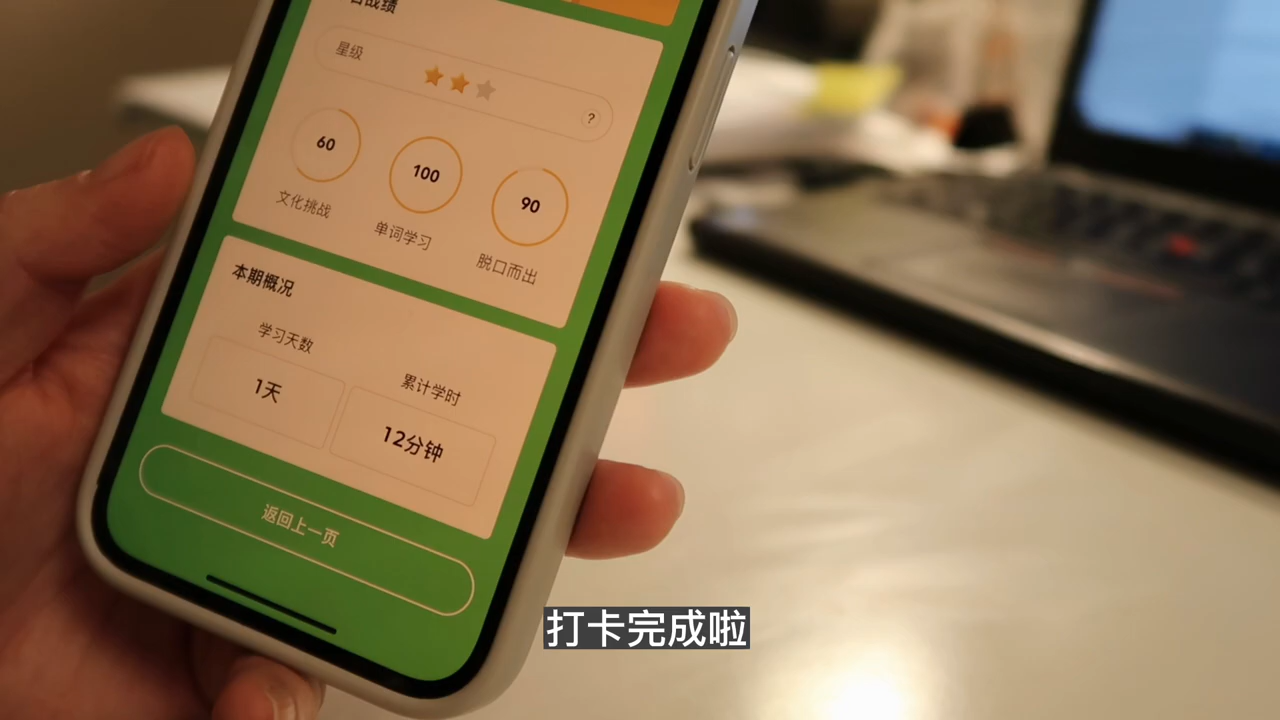 战绩
星级
?
60
100
90
文化挑战
单词学习
脱口而出
本期概况
学习天数
累计学时
1天
12分钟
返回上一页
打卡完成啦